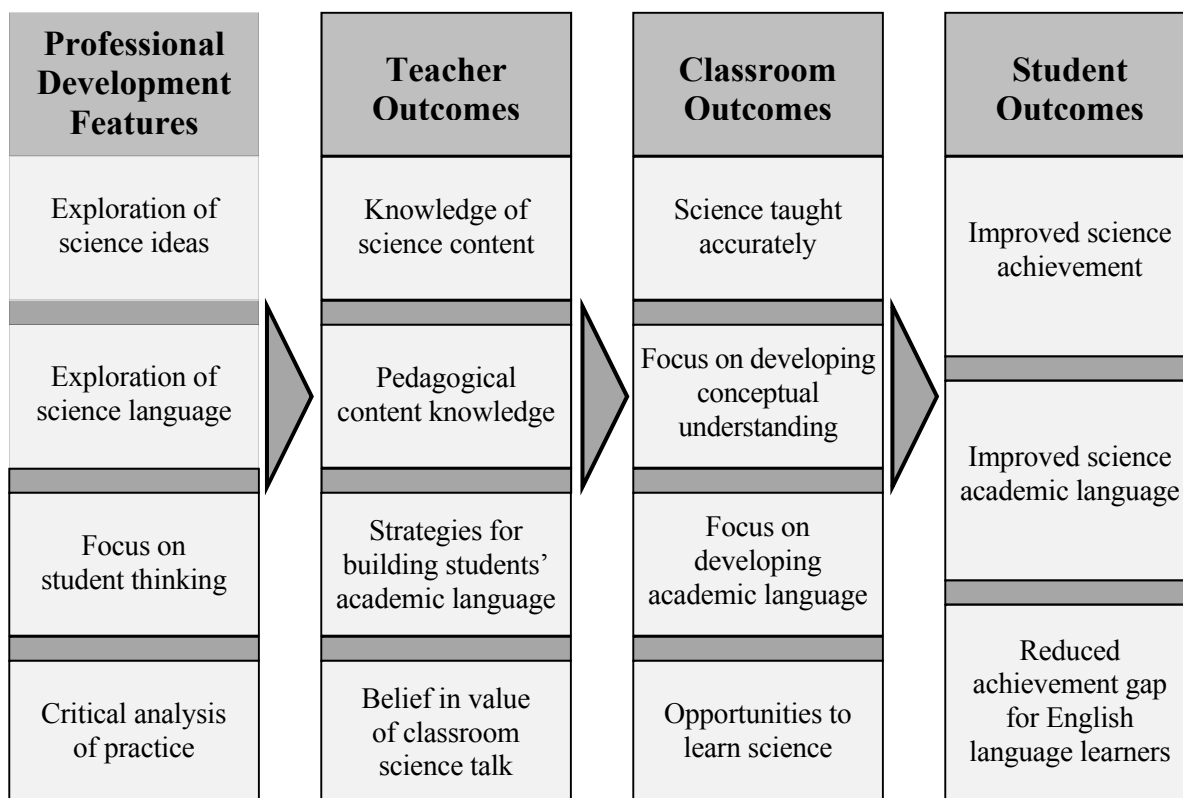 Professional
Development
Features
Exploration of
science ideas
Exploration of
science language
Focus on
student thinking
Critical analysis
of practice
Teacher
Outcomes
Knowledge of
science content
Pedagogical
content knowledge
Strategies for
building students’
academic language
Belief in value
of classroom
science talk
Classroom
Outcomes
Science taught
accurately
Focus on developing
conceptual
understanding
Focus on
developing
academic language
Opportunities to
learn science
Student
Outcomes
Improved science
achievement
Improved science
academic language
Reduced
achievement gap
for English
language learners